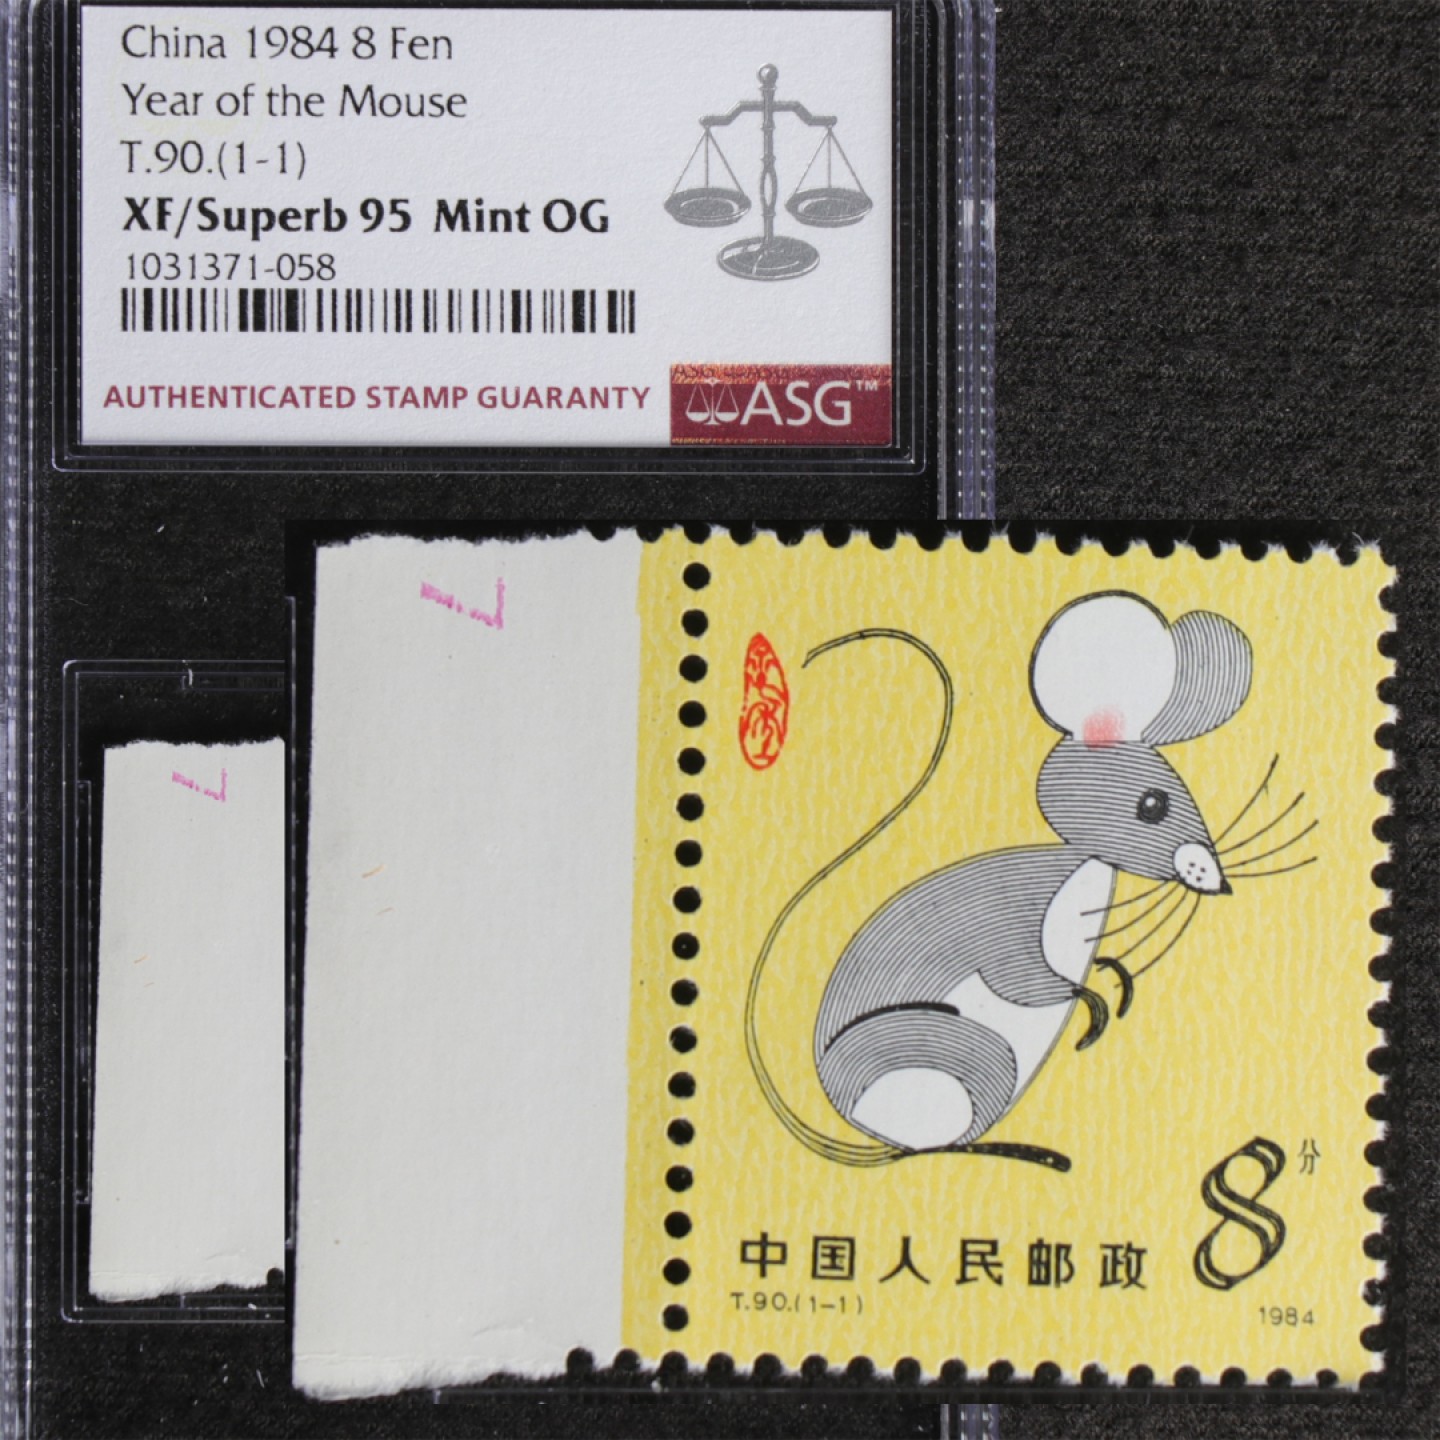 China 1984 8 Fen
Year of the Mouse
T.90.(1-1)
XF/Superb 95 Mint OG
1031371-058
AUTHENTICATED STAMP GUARANTY
ASG™
8分
中国人民邮政
T.90.(1-1)
1984